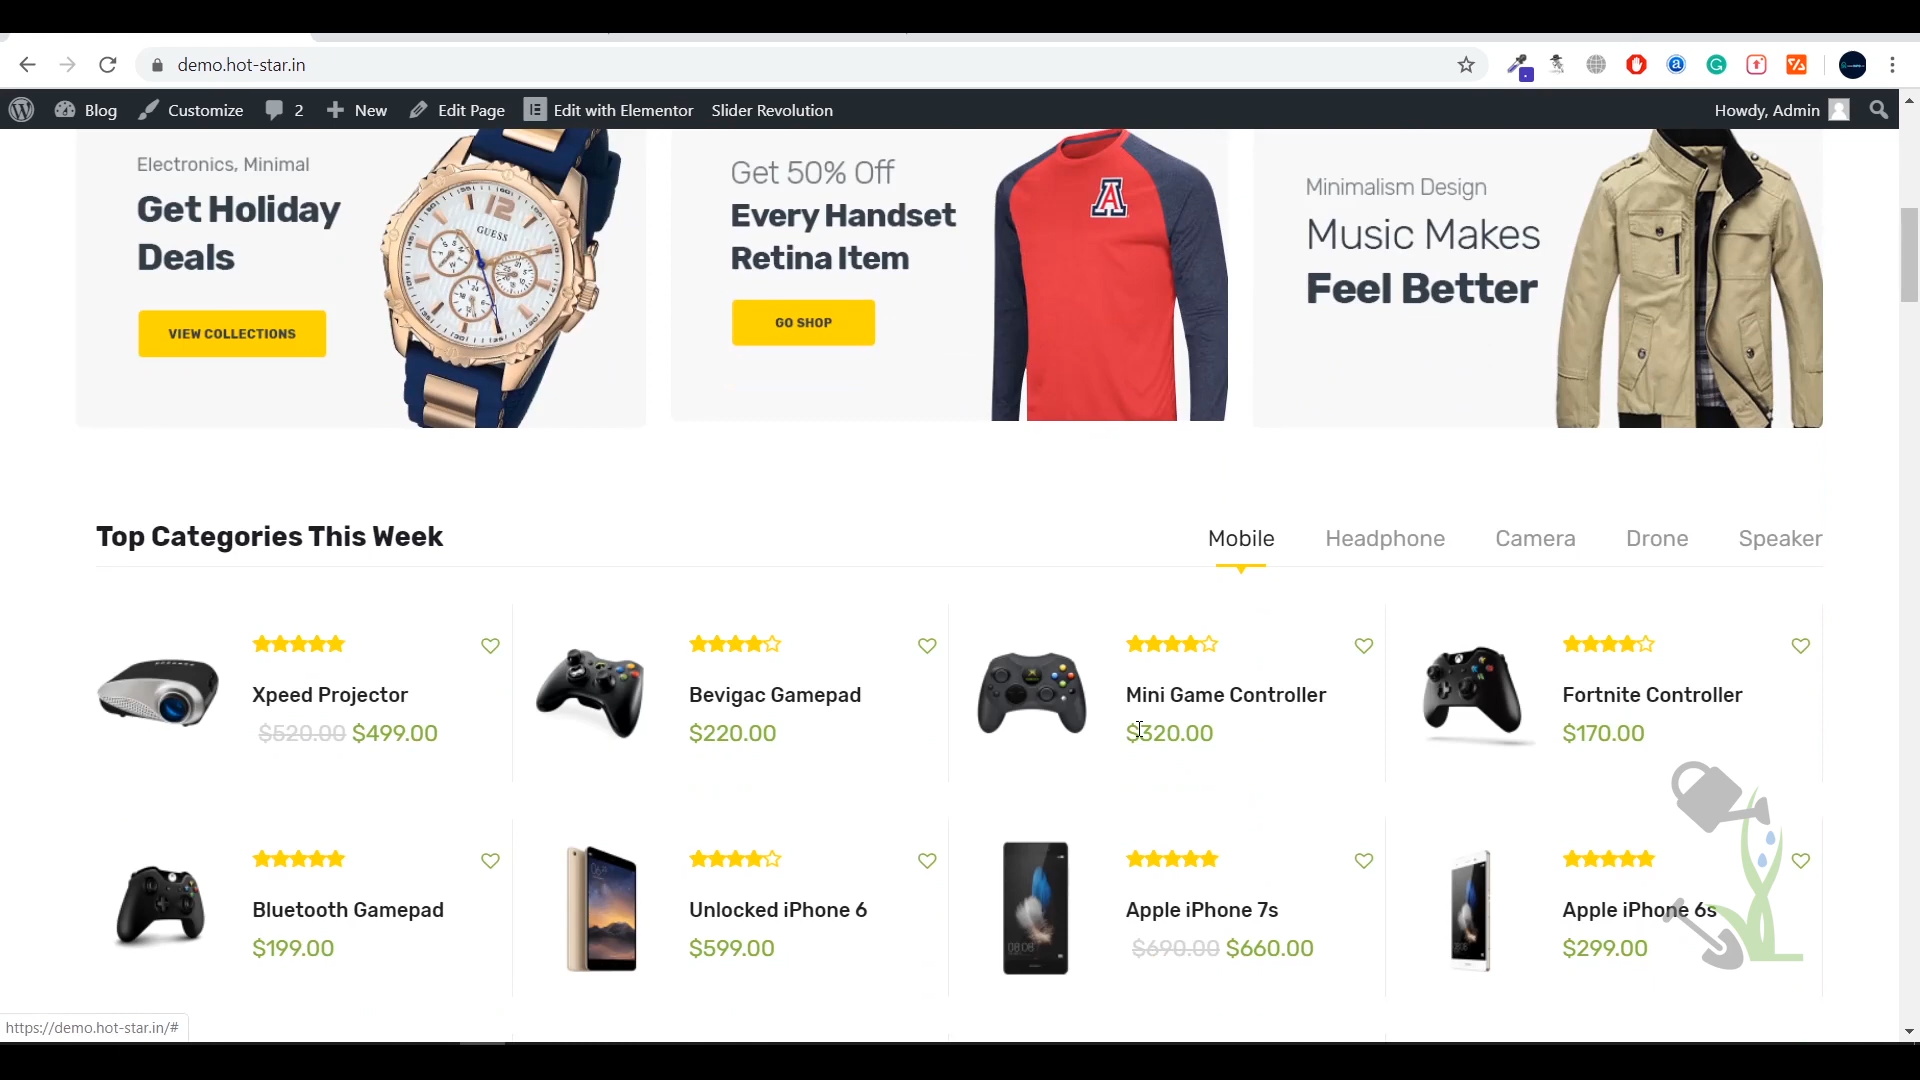 demo.hot-star.in
Blog
Customize
2
New
Edit Page
Edit with Elementor
Slider Revolution
Howdy, Admin
Electronics, Minimal
Get Holiday
Deals
VIEW COLLECTIONS
GUESS
Get 50% Off
Every Handset
Retina Item
GO SHOP
A
Minimalism Design
Music Makes
Feel Better
Top Categories This Week
Mobile
Headphone
Camera
Drone
Speaker
Xpeed Projector
$520.00 $499.00
Bevigac Gamepad
$220.00
Mini Game Controller
$320.00
Fortnite Controller
$170.00
Bluetooth Gamepad
$199.00
Unlocked iPhone 6
$599.00
Apple iPhone 7s
$690.00 $660.00
Apple iPhone 6s
$299.00
https://demo.hot-star.in/#